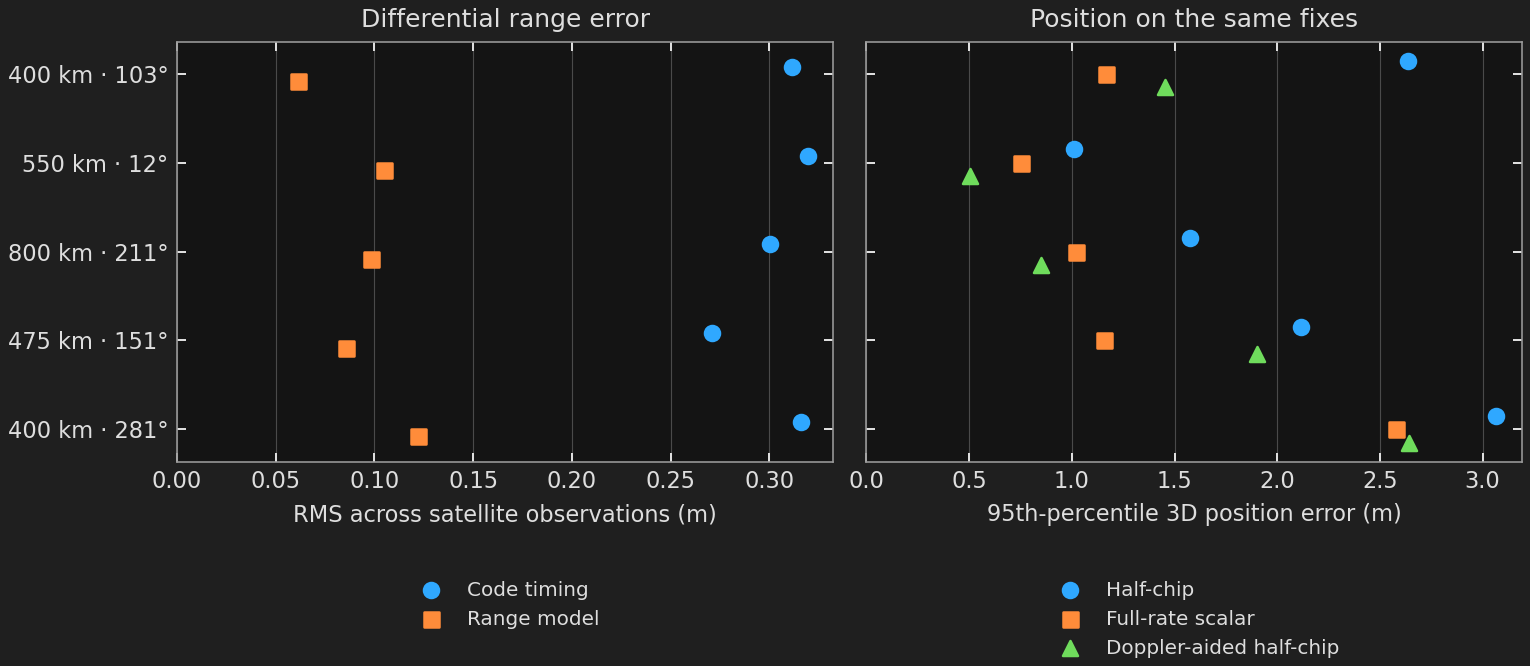 Differential range error
Position on the same fixes
400 km · 103°
550 km · 12°
800 km · 211°
475 km · 151°
400 km · 281°
0.00 0.05 0.10 0.15 0.20 0.25 0.30
0.0 0.5 1.0 1.5 2.0 2.5 3.0
RMS across satellite observations (m)
95th-percentile 3D position error (m)
Code timing
Range model
Half-chip
Full-rate scalar
Doppler-aided half-chip